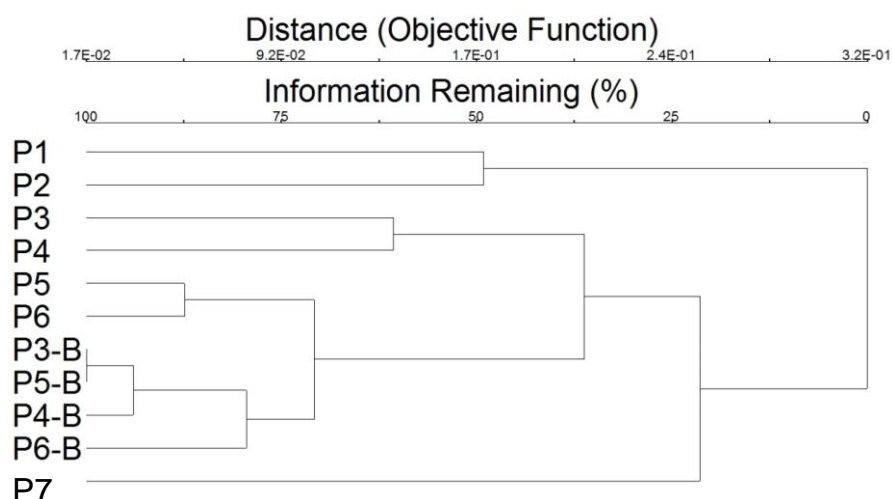 Distance (Objective Function)
1.7E-02 9.2E-02 1.7E-01 2.4E-01 3.2E-01
Information Remaining (%)
100 75 50 25 0
P1
P2
P3
P4
P5
P6
P3-B
P5-B
P4-B
P6-B
P7